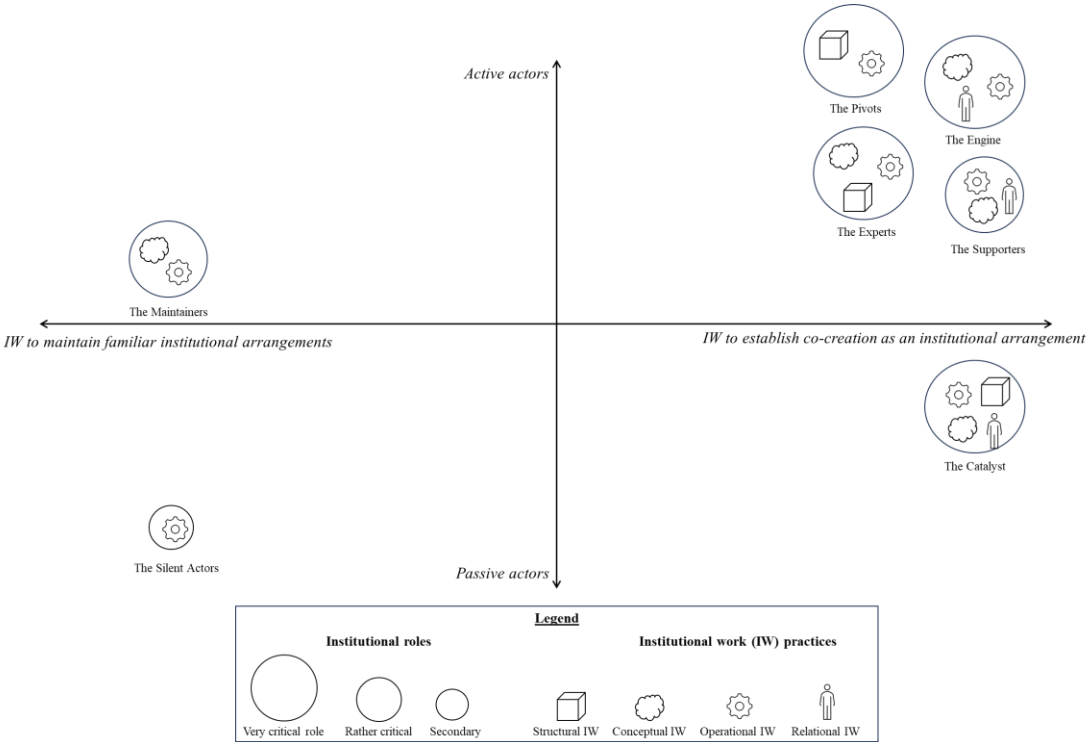 Active actors
The Pivots
The Engine
The Experts
The Supporters
The Maintainers
IW to maintain familiar institutional arrangements
IW to establish co-creation as an institutional arrangement
The Catalyst
The Silent Actors
Passive actors
Legend
Institutional roles
Institutional work (IW) practices
Very critical role
Rather critical
Secondary
Structural IW
Conceptual IW
Operational IW
Relational IW